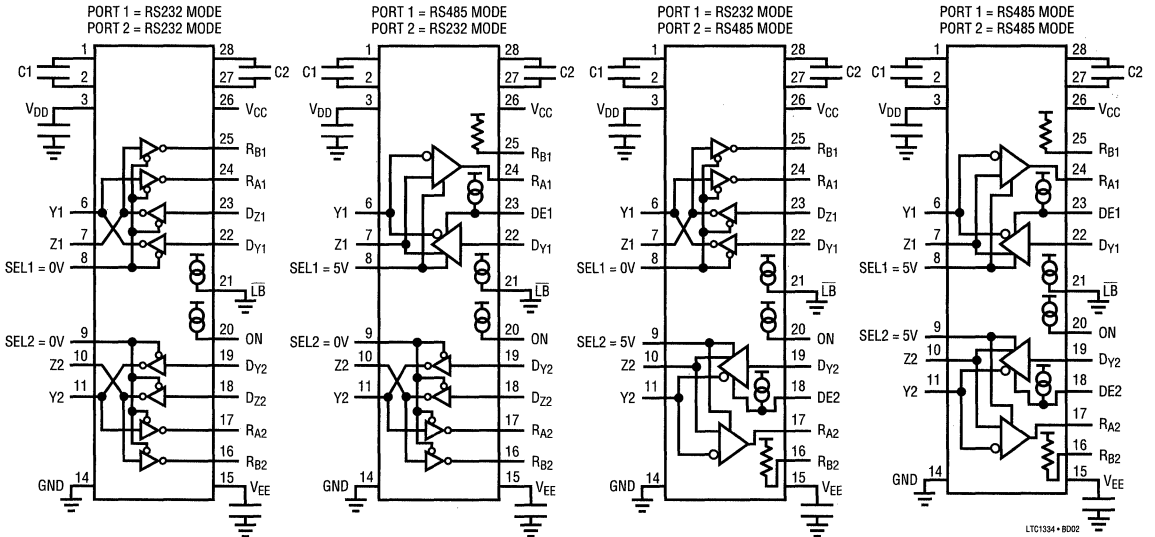 PORT 1 = RS232 MODE
PORT 2 = RS232 MODE
1
28
C1
C2
2
27
3
26
VDD
VCC
25
RB1
24
RA1
Y1
6
23
DZ1
Z1
7
22
DY1
SEL1 = 0V
8
21
LB
SEL2 = 0V
9
20
ON
Z2
10
19
DY2
Y2
11
18
DZ2
17
RA2
16
RB2
GND
14
15
VEE
PORT 1 = RS485 MODE
PORT 2 = RS232 MODE
1
28
C1
C2
2
27
3
26
VDD
VCC
25
RB1
24
RA1
Y1
6
23
DE1
Z1
7
22
DY1
SEL1 = 5V
8
21
LB
SEL2 = 0V
9
20
ON
Z2
10
19
DY2
Y2
11
18
DZ2
17
RA2
16
RB2
GND
14
15
VEE
PORT 1 = RS232 MODE
PORT 2 = RS485 MODE
1
28
C1
C2
2
27
3
26
VDD
VCC
25
RB1
24
RA1
Y1
6
23
DZ1
Z1
7
22
DY1
SEL1 = 0V
8
21
LB
SEL2 = 5V
9
20
ON
Z2
10
19
DY2
Y2
11
18
DE2
17
RA2
16
RB2
GND
14
15
VEE
PORT 1 = RS485 MODE
PORT 2 = RS485 MODE
1
28
C1
C2
2
27
3
26
VDD
VCC
25
RB1
24
RA1
Y1
6
23
DE1
Z1
7
22
DY1
SEL1 = 5V
8
21
LB
SEL2 = 5V
9
20
ON
Z2
10
19
DY2
Y2
11
18
DE2
17
RA2
16
RB2
GND
14
15
VEE
LTC1334 • BD02